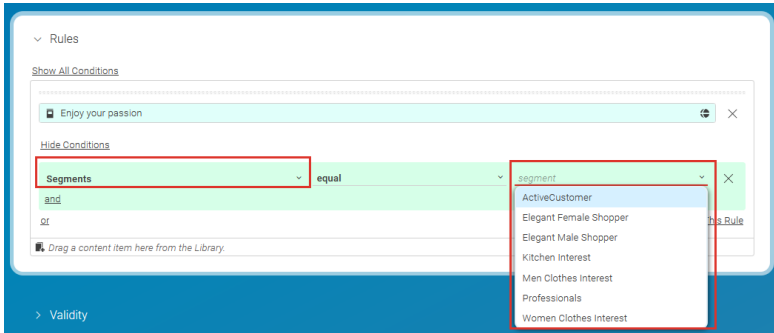 Rules
Show All Conditions
Enjoy your passion
Hide Conditions
Segments equal segment
and
or
This Rule
Drag a content item here from the Library.
ActiveCustomer
Elegant Female Shopper
Elegant Male Shopper
Kitchen Interest
Men Clothes Interest
Professionals
Women Clothes Interest
Validity